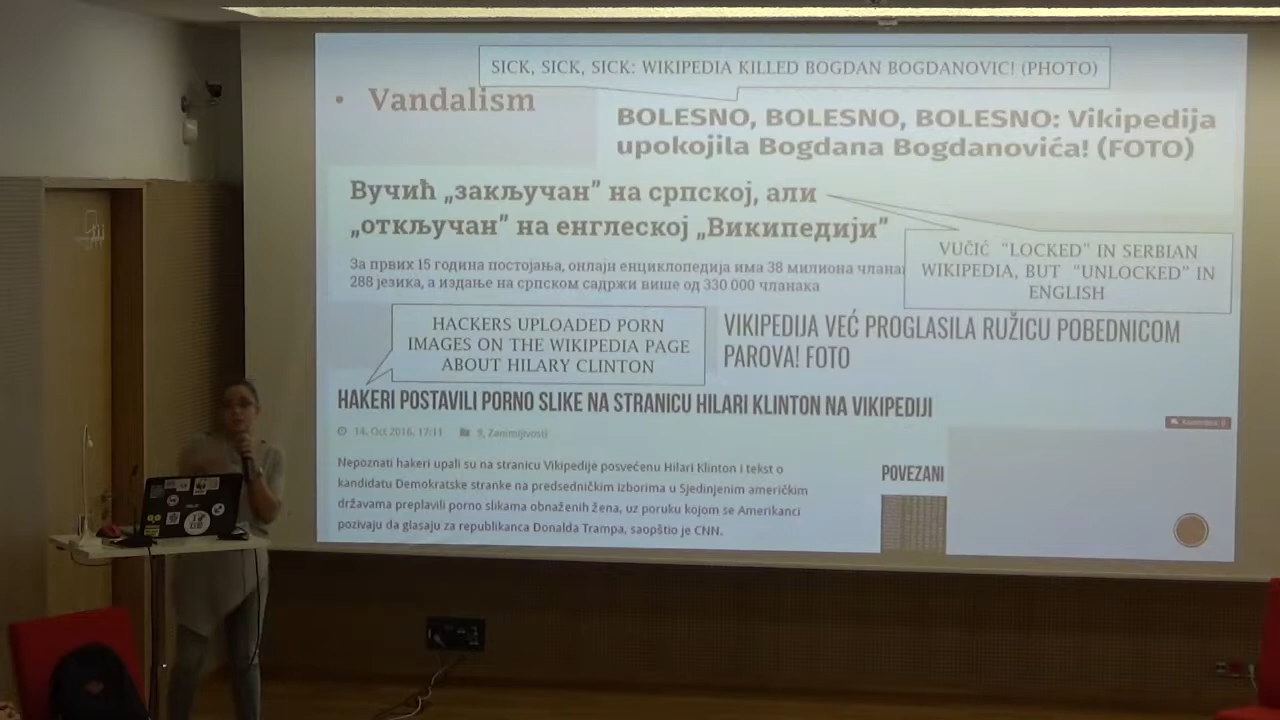 SICK, SICK, SICK: WIKIPEDIA KILLED BOGDAN BOGDANOVIC! (PHOTO)
• Vandalism
BOLESNO, BOLESNO, BOLESNO: Vikipedija
upokojila Bogdana Bogdanovića! (FOTO)
Вучић „закључан” на српској, али
„откључан” на енглеској „Википедији”
За првих 15 година постојања, онлајн енциклопедија има 38 милиона члана
288 језика, а издање на српском садржи више од 330 000 чланака
VUČIĆ "LOCKED" IN SERBIAN
WIKIPEDIA, BUT "UNLOCKED" IN
ENGLISH
HACKERS UPLOADED PORN
IMAGES ON THE WIKIPEDIA PAGE
ABOUT HILARY CLINTON
VIKIPEDIJA VEĆ PROGLASILA RUŽICU POBEDNICOM
PAROVA! FOTO
HAKERI POSTAVILI PORNO SLIKE NA STRANICU HILARI KLINTON NA VIKIPEDIJI
14. Oct 2016, 17:11 9, Zanimljivosti
Nepoznati hakeri upali su na stranicu Vikipedije posvećenu Hilari Klinton i tekst o
kandidatu Demokratske stranke na predsedničkim izborima u Sjedinjenim američkim
državama preplavili porno slikama obnaženih žena, uz poruku kojom se Amerikanci
pozivaju da glasaju za republikanca Donalda Trampa, saopštio je CNN.
POVEZANI